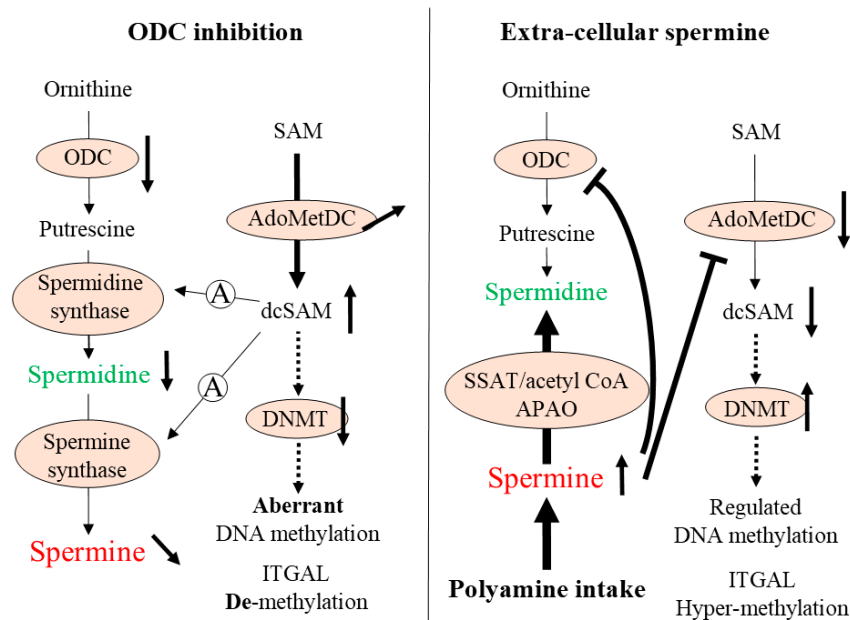 ODC inhibition
Ornithine
ODC
Putrescine
Spermidine
synthase
Spermidine
Spermine
synthase
Spermine
SAM
AdoMetDC
A
dcSAM
A
DNMT
Aberrant
DNA methylation
ITGAL
De-methylation
Extra-cellular spermine
Ornithine
ODC
Putrescine
Spermidine
SSAT/acetyl CoA
APAO
Spermine
Polyamine intake
SAM
AdoMetDC
dcSAM
DNMT
Regulated
DNA methylation
ITGAL
Hyper-methylation